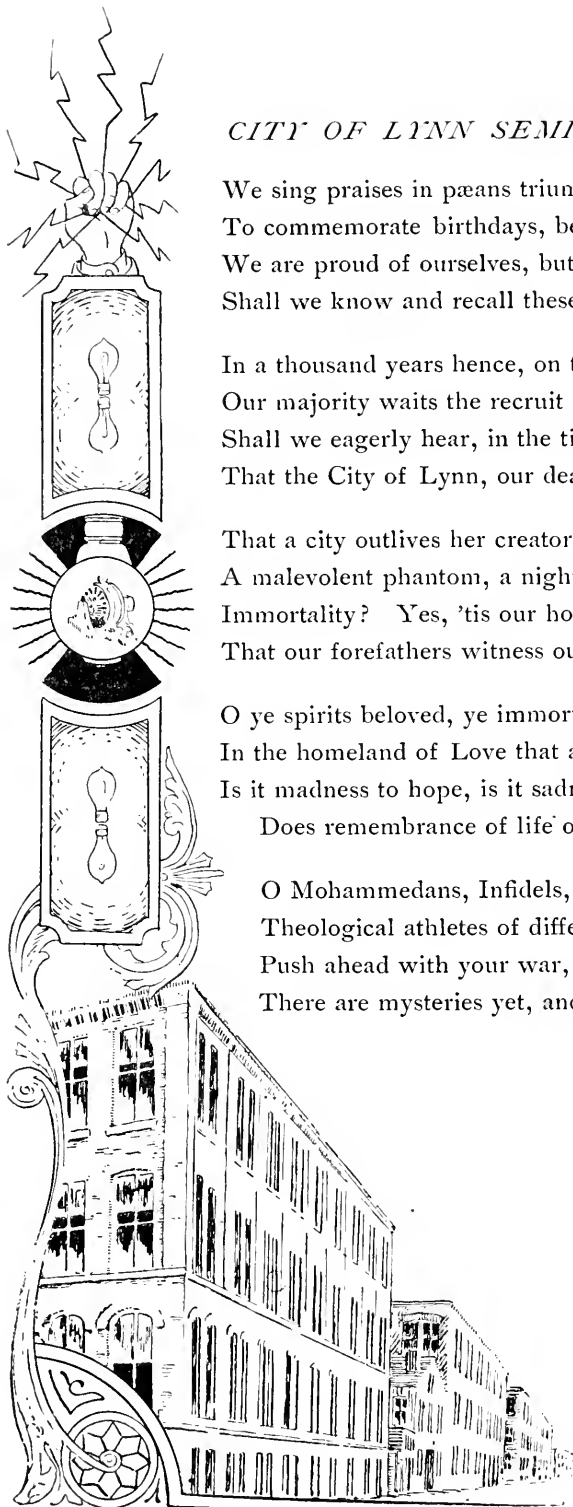 CITY OF LYNN SEMI
We sing praises in pæans trium
To commemorate birthdays, be
We are proud of ourselves, but
Shall we know and recall these
In a thousand years hence, on t
Our majority waits the recruit
Shall we eagerly hear, in the ti
That the City of Lynn, our dea
That a city outlives her creator
A malevolent phantom, a nigh
Immortality? Yes, 'tis our ho
That our forefathers witness ou
O ye spirits beloved, ye immor
In the homeland of Love that a
Is it madness to hope, is it sadn
Does remembrance of life o
O Mohammedans, Infidels,
Theological athletes of diffe
Push ahead with your war,
There are mysteries yet, and